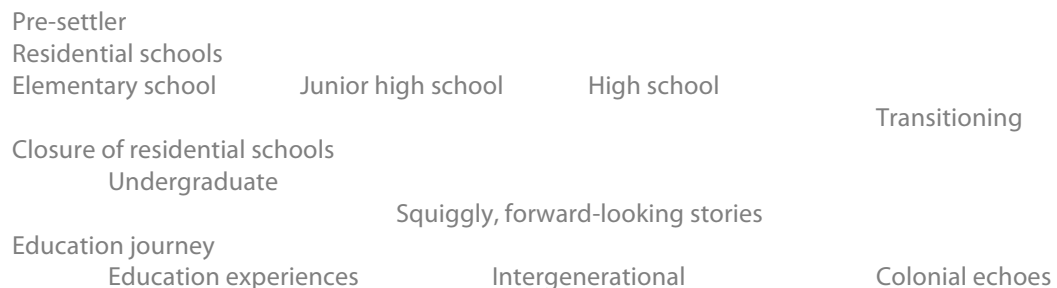 Pre-settler
Residential schools
Elementary school Junior high school High school
Transitioning
Closure of residential schools
Undergraduate
Squiggly, forward-looking stories
Education journey
Education experiences Intergenerational Colonial echoes